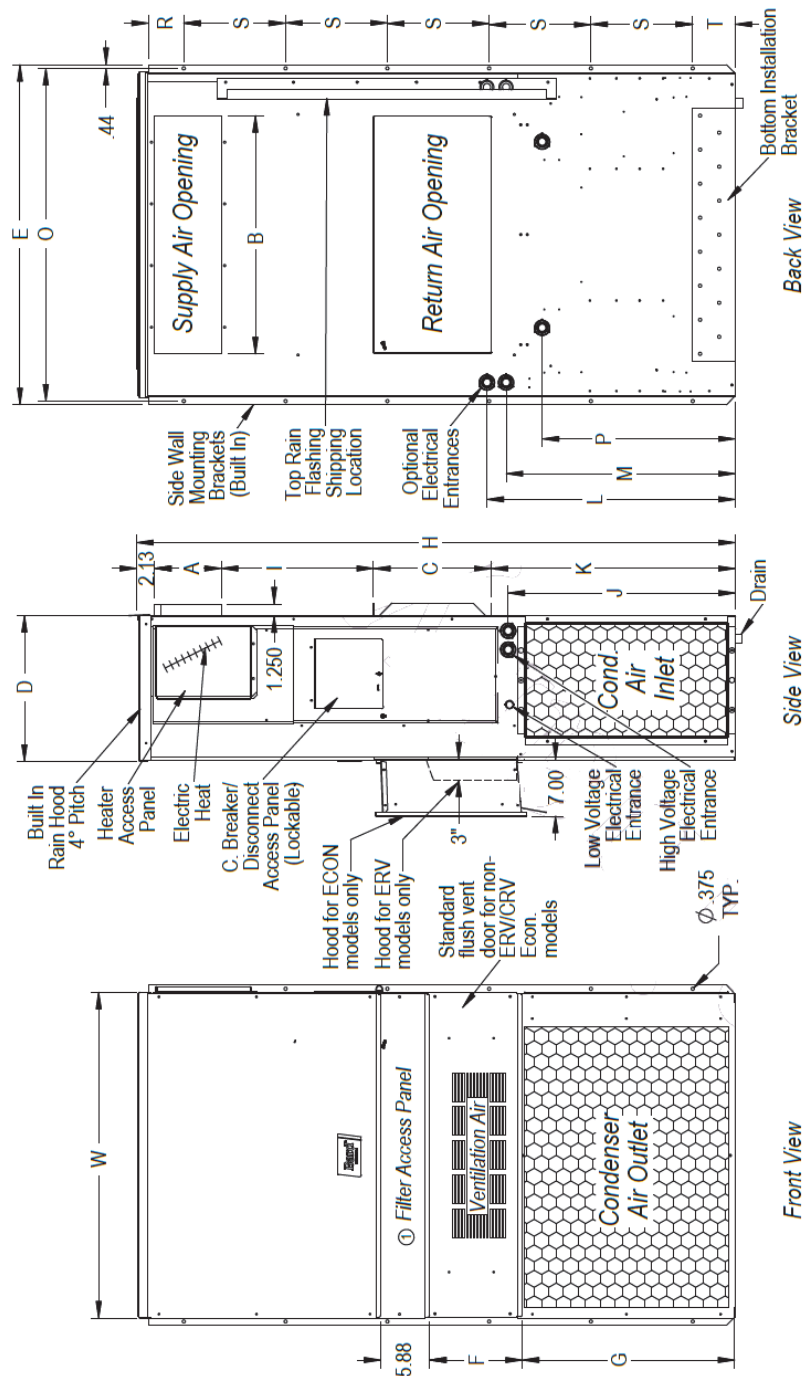 W
Bard
① Filter Access Panel
Ventilation Air
Condenser
Air Outlet
5.88
F
G
Standard
flush vent
door for non-
ERV/CRV
Econ.
models
Ø .375
TYP.
Front View
D
2.13
Built In
Rain Hood
4° Pitch
Heater
Access
Panel
Electric
Heat
C. Breaker/
Disconnect
Access Panel
(Lockable)
Hood for ECON
models only
Hood for ERV
models only
3"
7.00
Low Voltage
Electrical
Entrance
High Voltage
Electrical
Entrance
Cond.
Air
Inlet
1.250
A
I
C
K
J
H
Drain
Side View
E
O
.44
Supply Air Opening
B
Return Air Opening
Side Wall
Mounting
Brackets
(Built In)
Top Rain
Flashing
Shipping
Location
Optional
Electrical
Entrances
L
M
P
R
S
S
S
S
S
T
Bottom Installation
Bracket
Back View